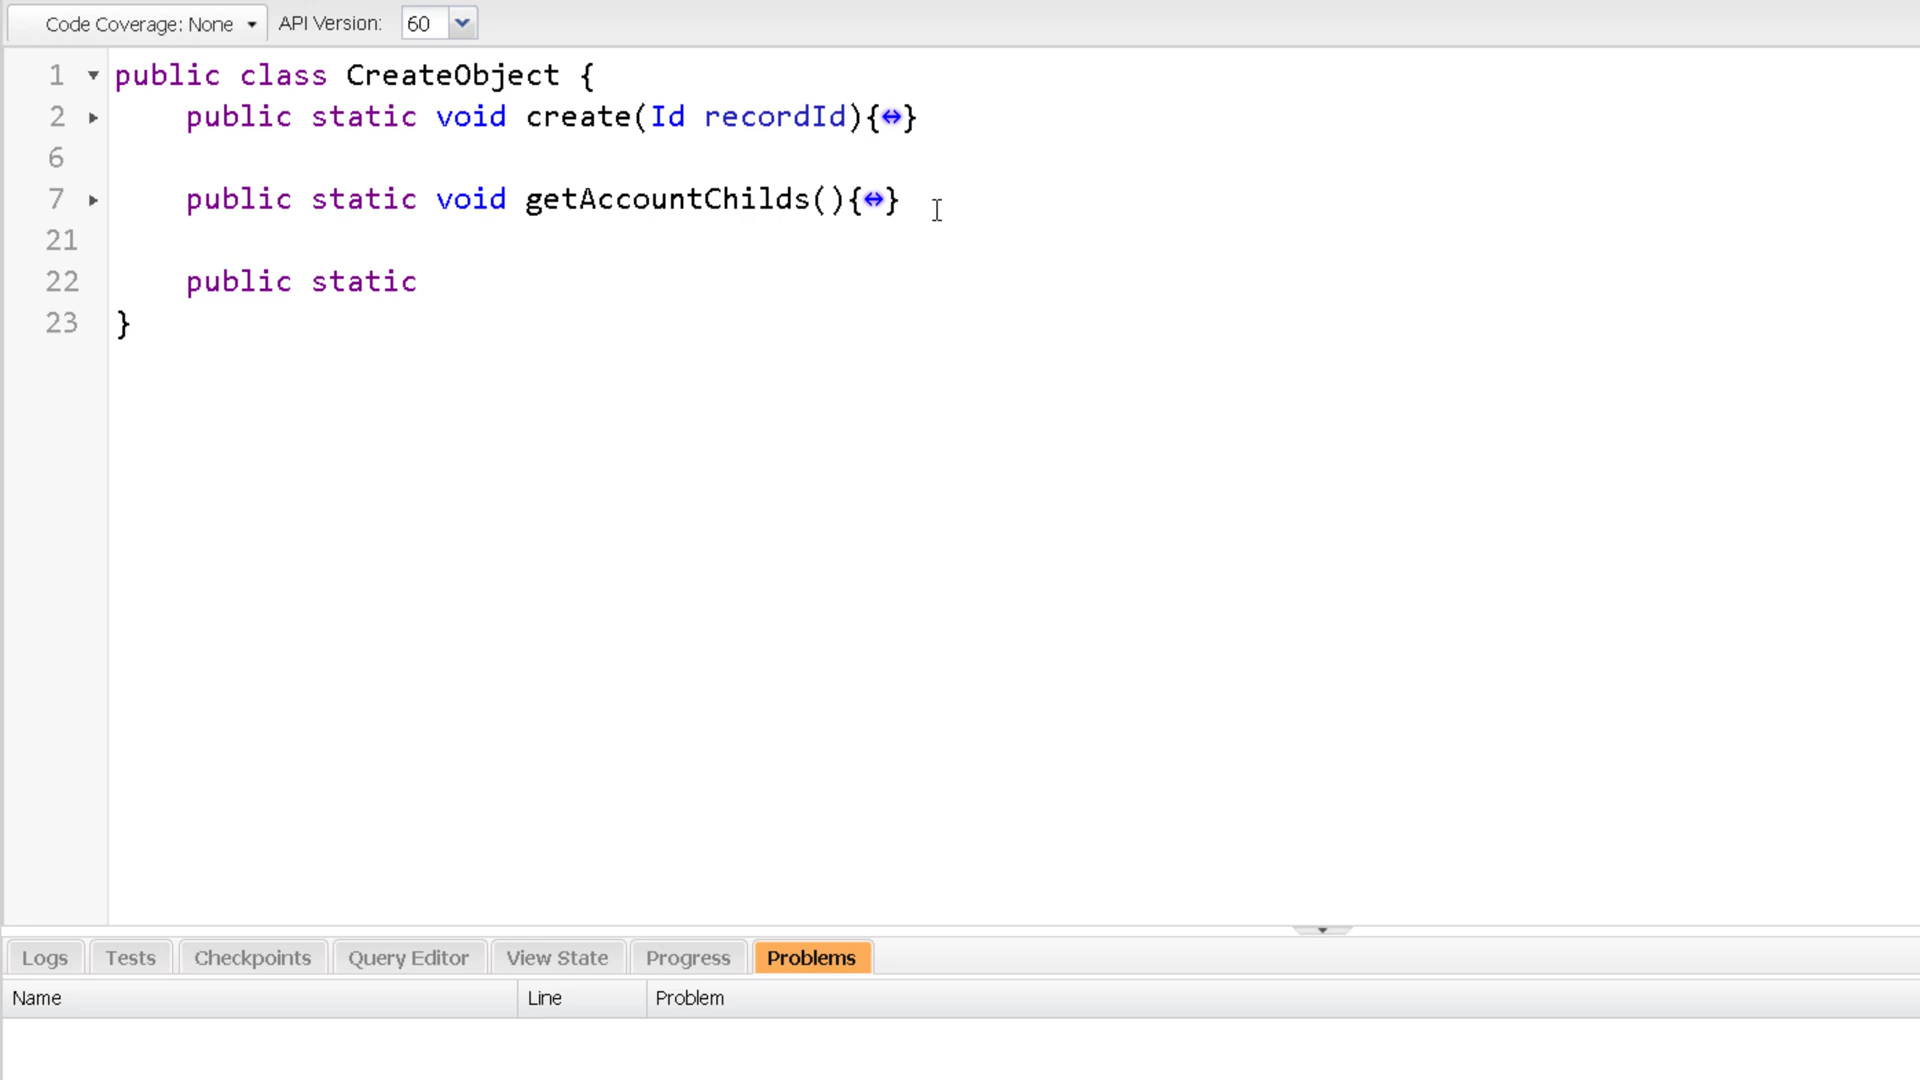 Code Coverage: None API Version: 60
1 public class CreateObject {
2 public static void create(Id recordId){↔}
6
7 public static void getAccountChilds(){↔}
21
22 public static
23 }
Logs Tests Checkpoints Query Editor View State Progress Problems
Name Line Problem